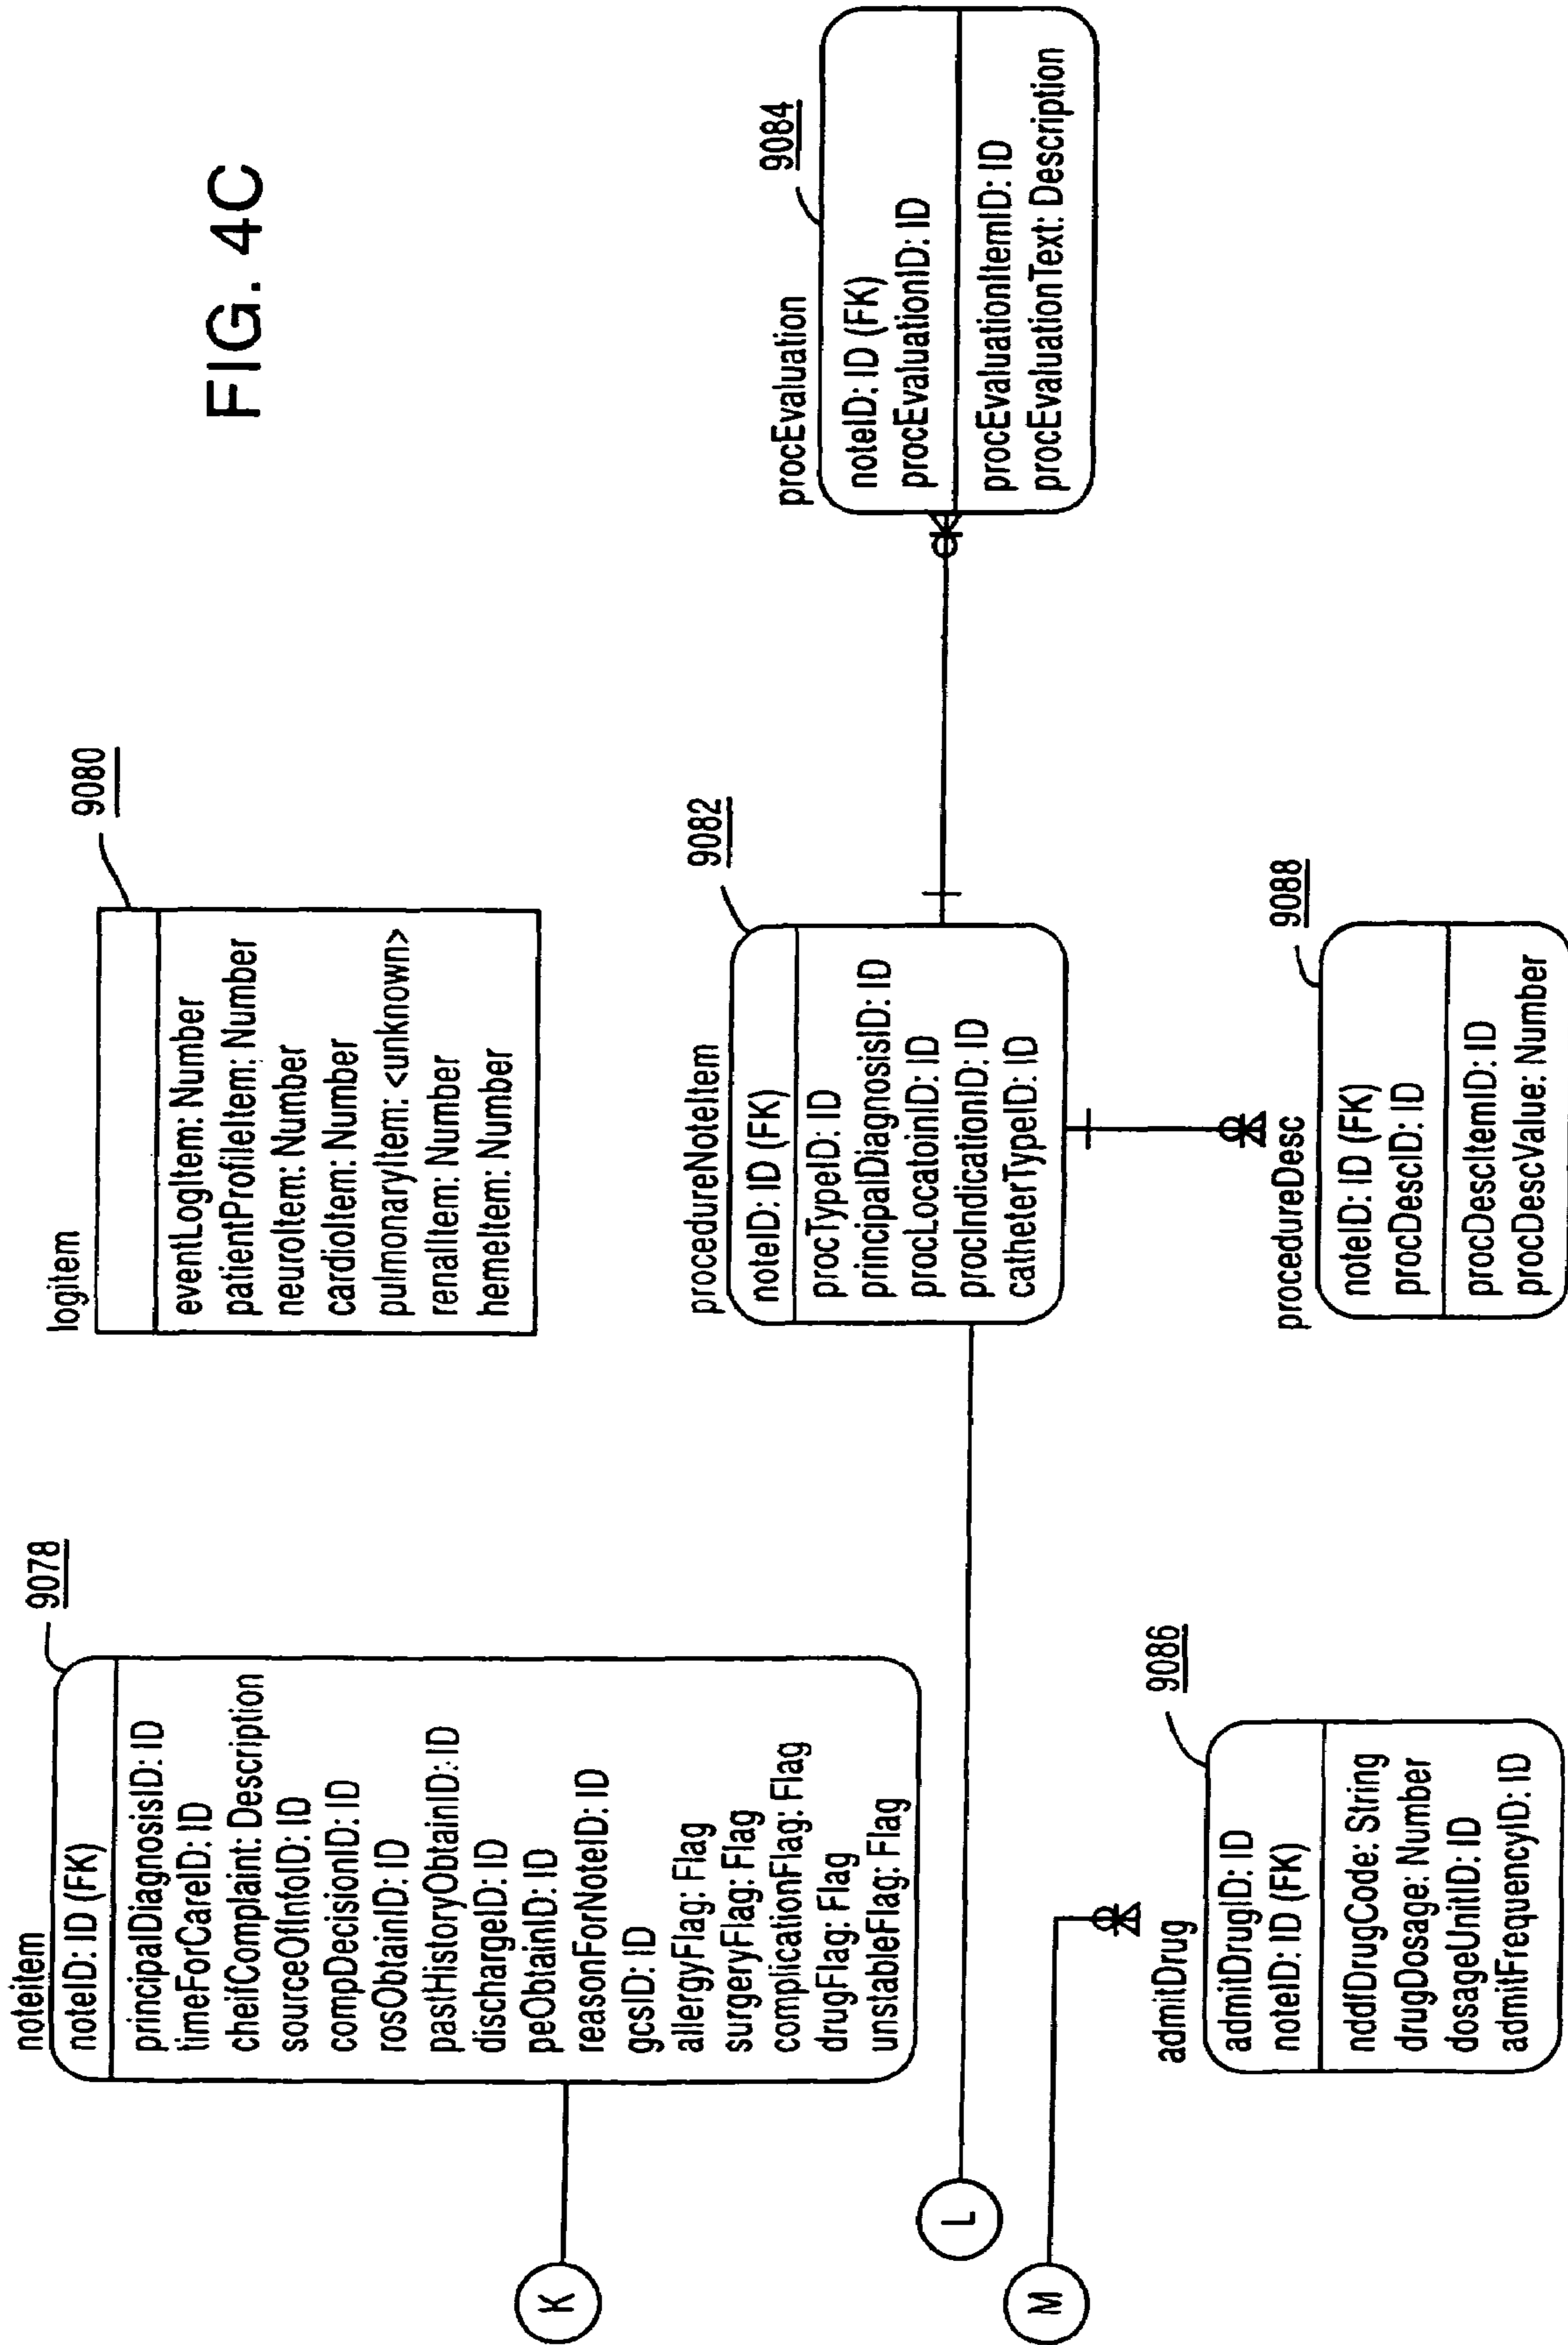 FIG. 4C
noteitem
9078
noteID: ID (FK)
principalDiagnosisID: ID
timeForCareID: ID
cheifComplaint: Description
sourceOfInfoID: ID
compDecisionID: ID
rosObtainID: ID
pastHistoryObtainID: ID
dischargeID: ID
peObtainID: ID
reasonForNoteID: ID
gcsID: ID
allergyFlag: Flag
surgeryFlag: Flag
complicationFlag: Flag
drugFlag: Flag
unstableFlag: Flag
K
logitem
9080
eventLogItem: Number
patientProfileItem: Number
neuroItem: Number
cardioItem: Number
pulmonaryItem: <unknown>
renalItem: Number
hemeItem: Number
L
procedureNoteItem
9082
noteID: ID (FK)
procTypeID: ID
principalDiagnosisID: ID
procLocatoinID: ID
procIndicationID: ID
catheterTypeID: ID
procEvaluation
9084
noteID: ID (FK)
procEvaluationID: ID
procEvaluationItemID: ID
procEvaluationText: Description
M
admitDrug
9086
admitDrugID: ID
noteID: ID (FK)
nddfDrugCode: String
drugDosage: Number
dosageUnitID: ID
admitFrequencyID: ID
procedureDesc
9088
noteID: ID (FK)
procDescID: ID
procDescItemID: ID
procDescValue: Number